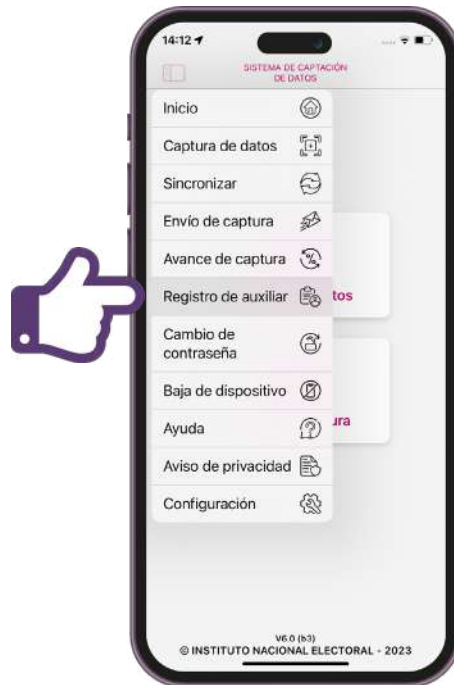 14:12
SISTEMA DE CAPTACIÓN
DE DATOS
Inicio
Captura de datos
Sincronizar
Envío de captura
Avance de captura
Registro de auxiliar
tos
Cambio de
contraseña
Baja de dispositivo
Ayuda
ura
Aviso de privacidad
Configuración
V6.0 (b3)
© INSTITUTO NACIONAL ELECTORAL - 2023